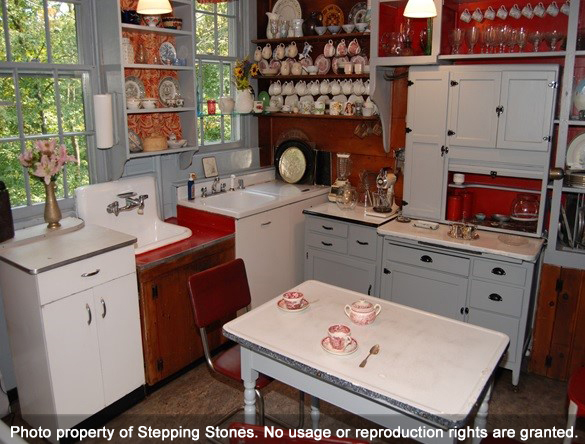 Photo property of Stepping Stones. No usage or reproduction rights are granted.